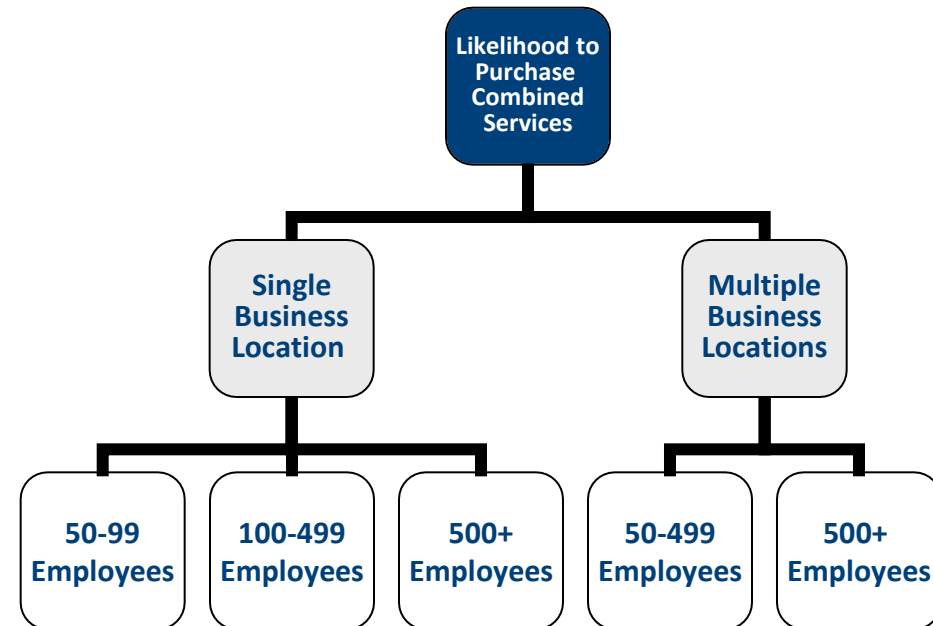 Likelihood to
Purchase
Combined
Services
Single
Business
Location
Multiple
Business
Locations
50-99
Employees
100-499
Employees
500+
Employees
50-499
Employees
500+
Employees